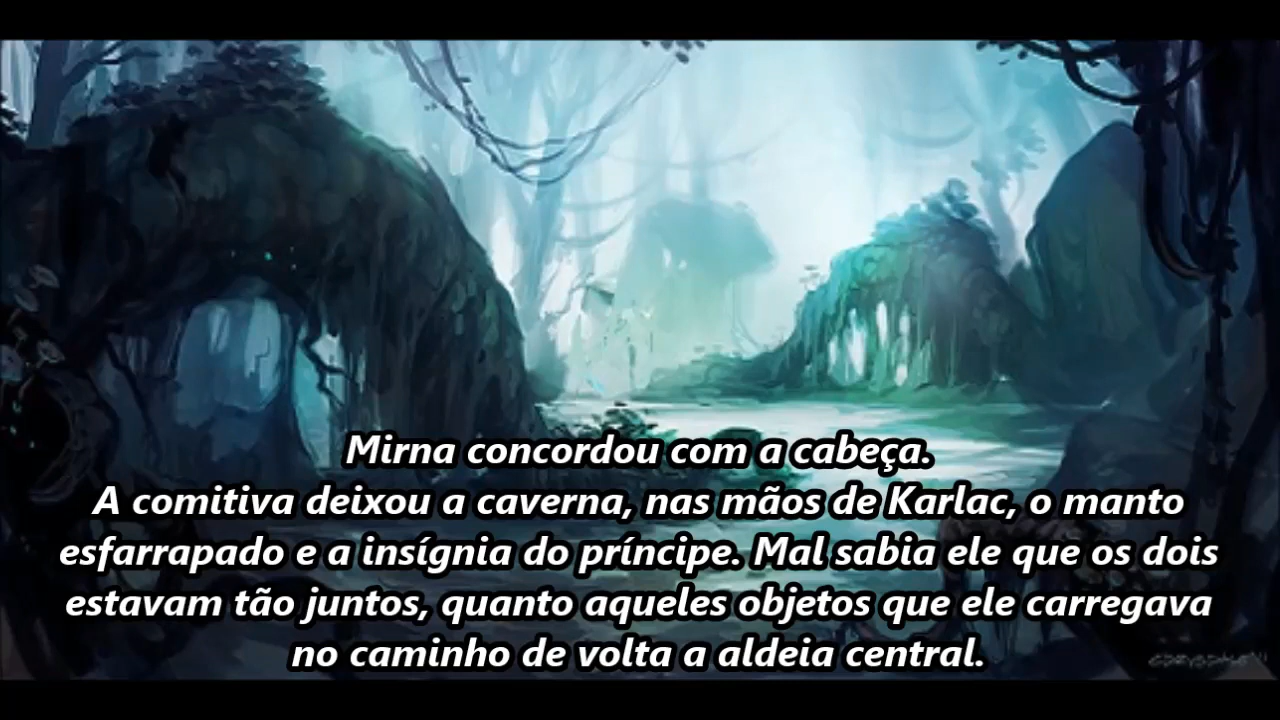 Mirna concordou com a cabeça.
A comitiva deixou a caverna, nas mãos de Karlac, o manto
esfarrapado e a insígnia do príncipe. Mal sabia ele que os dois
estavam tão juntos, quanto aqueles objetos que ele carregava
no caminho de volta a aldeia central.